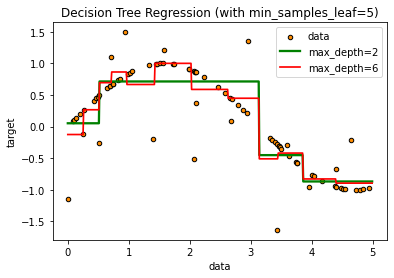 Decision Tree Regression (with min_samples_leaf=5)
data
max_depth=2
max_depth=6
target
1.5
1.0
0.5
0.0
−0.5
−1.0
−1.5
0
1
2
3
4
5
data